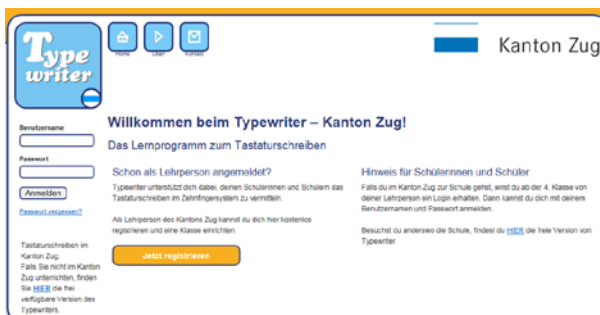 Type
writer
Home
Üben
Kontakt
Kanton Zug
Benutzername
Passwort
Anmelden
Passwort vergessen?
Tastaturschreiben im
Kanton Zug:
Falls Sie nicht im Kanton
Zug unterrichten, finden
Sie HIER die frei
verfügbare Version des
Typewriters.
Willkommen beim Typewriter – Kanton Zug!
Das Lernprogramm zum Tastaturschreiben
Schon als Lehrperson angemeldet?
Typewriter unterstützt dich dabei, deinen Schülerinnen und Schülern das
Tastaturschreiben im Zehnfingersystem zu vermitteln.
Als Lehrperson des Kantons Zug kannst du dich hier kostenlos
registrieren und eine Klasse einrichten.
Jetzt registrieren
Hinweis für Schülerinnen und Schüler
Falls du im Kanton Zug zur Schule gehst, wirst du ab der 4. Klasse von
deiner Lehrperson ein Login erhalten. Dann kannst du dich mit deinem
Benutzernamen und Passwort anmelden.
Besuchst du anderswo die Schule, findest du HIER die freie Version von
Typewriter.